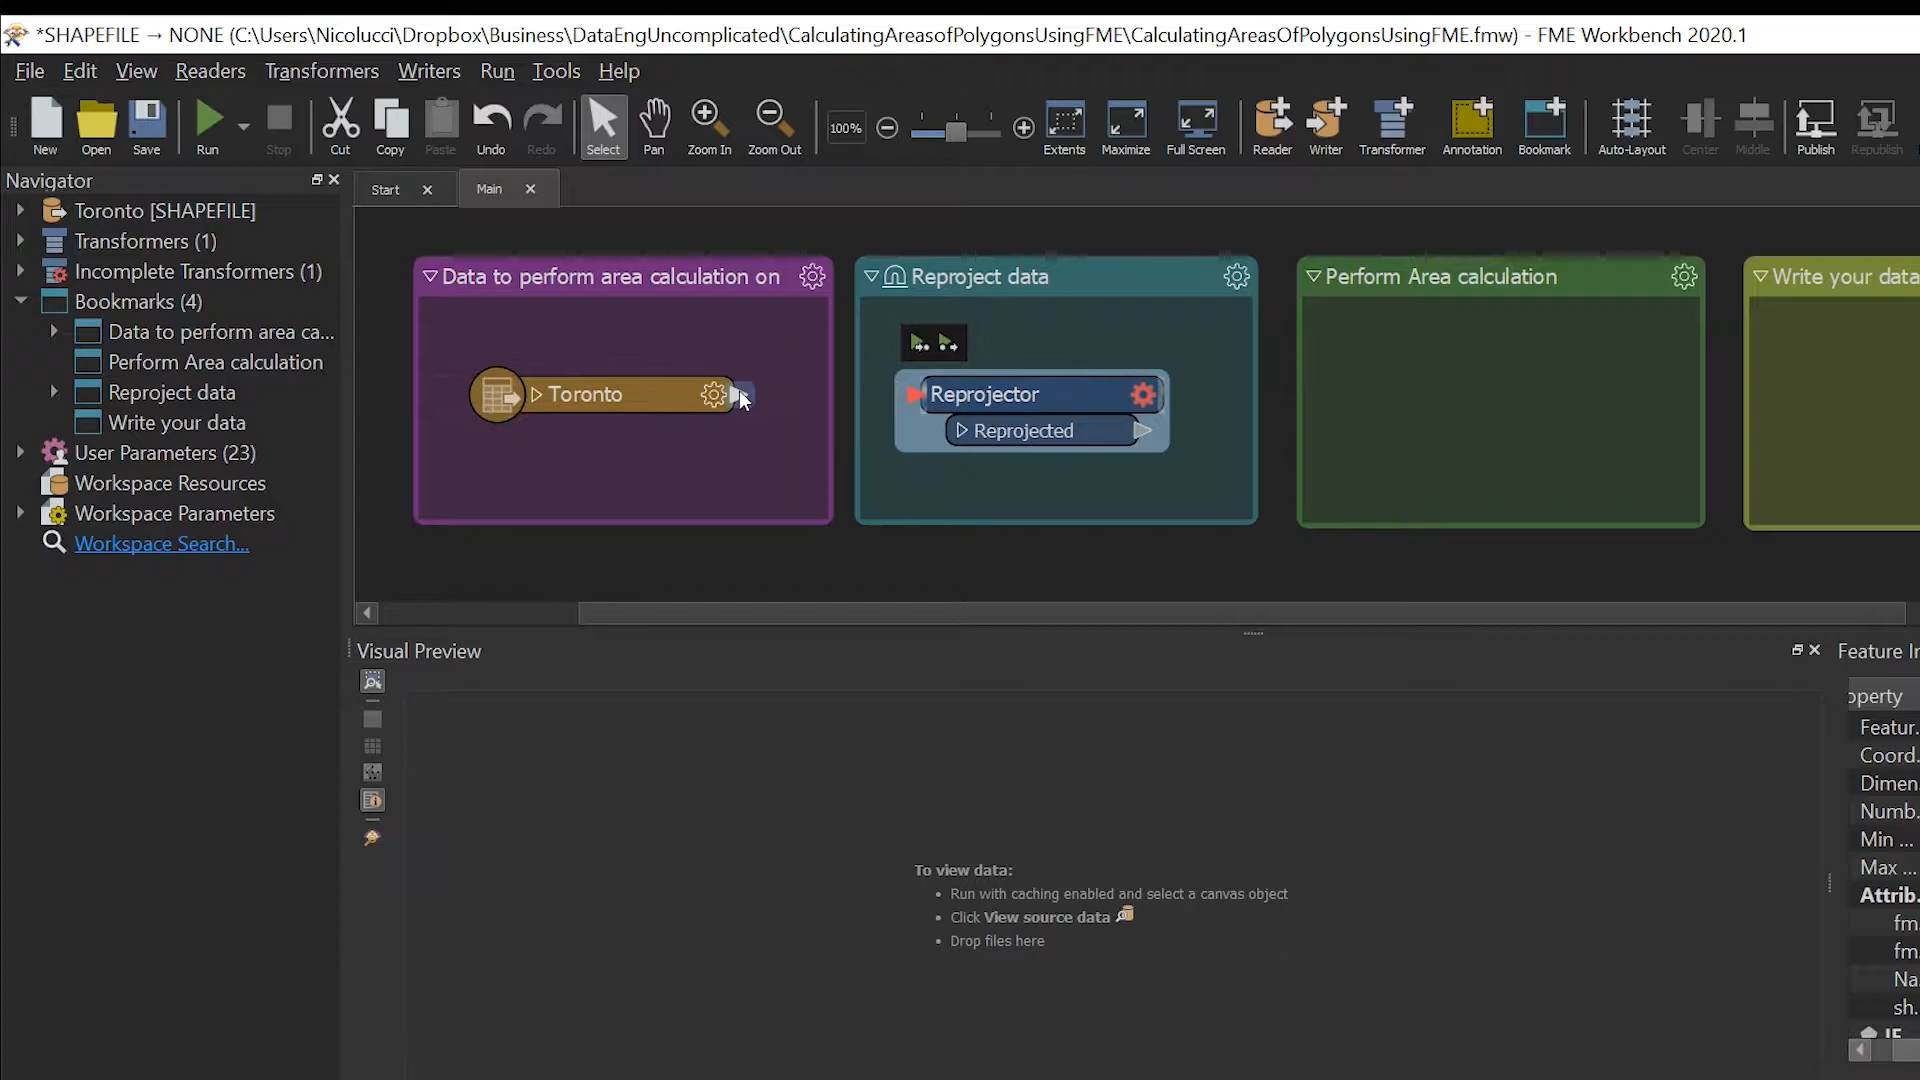 *SHAPEFILE → NONE (C:\Users\Nicolucci\Dropbox\Business\DataEngUncomplicated\CalculatingAreasofPolygonsUsingFME\CalculatingAreasOfPolygonsUsingFME.fmw) - FME Workbench 2020.1
File Edit View Readers Transformers Writers Run Tools Help
100%
New Open Save Run Stop Cut Copy Paste Undo Redo Select Pan Zoom In Zoom Out Extents Maximize Full Screen Reader Writer Transformer Annotation Bookmark Auto-Layout Center Middle Publish Republish
Navigator
Start Main
Toronto [SHAPEFILE]
Transformers (1)
Incomplete Transformers (1)
Bookmarks (4)
Data to perform area ca...
Perform Area calculation
Reproject data
Write your data
User Parameters (23)
Workspace Resources
Workspace Parameters
Workspace Search...
Data to perform area calculation on
Toronto
Reproject data
Reprojector
Reprojected
Perform Area calculation
Write your data
Visual Preview
To view data:
• Run with caching enabled and select a canvas object
• Click View source data
• Drop files here
Feature In
operty
Featur...
Coord...
Dimen...
Numb...
Min ...
Max ...
Attrib...
fm...
fm...
Na...
sh...